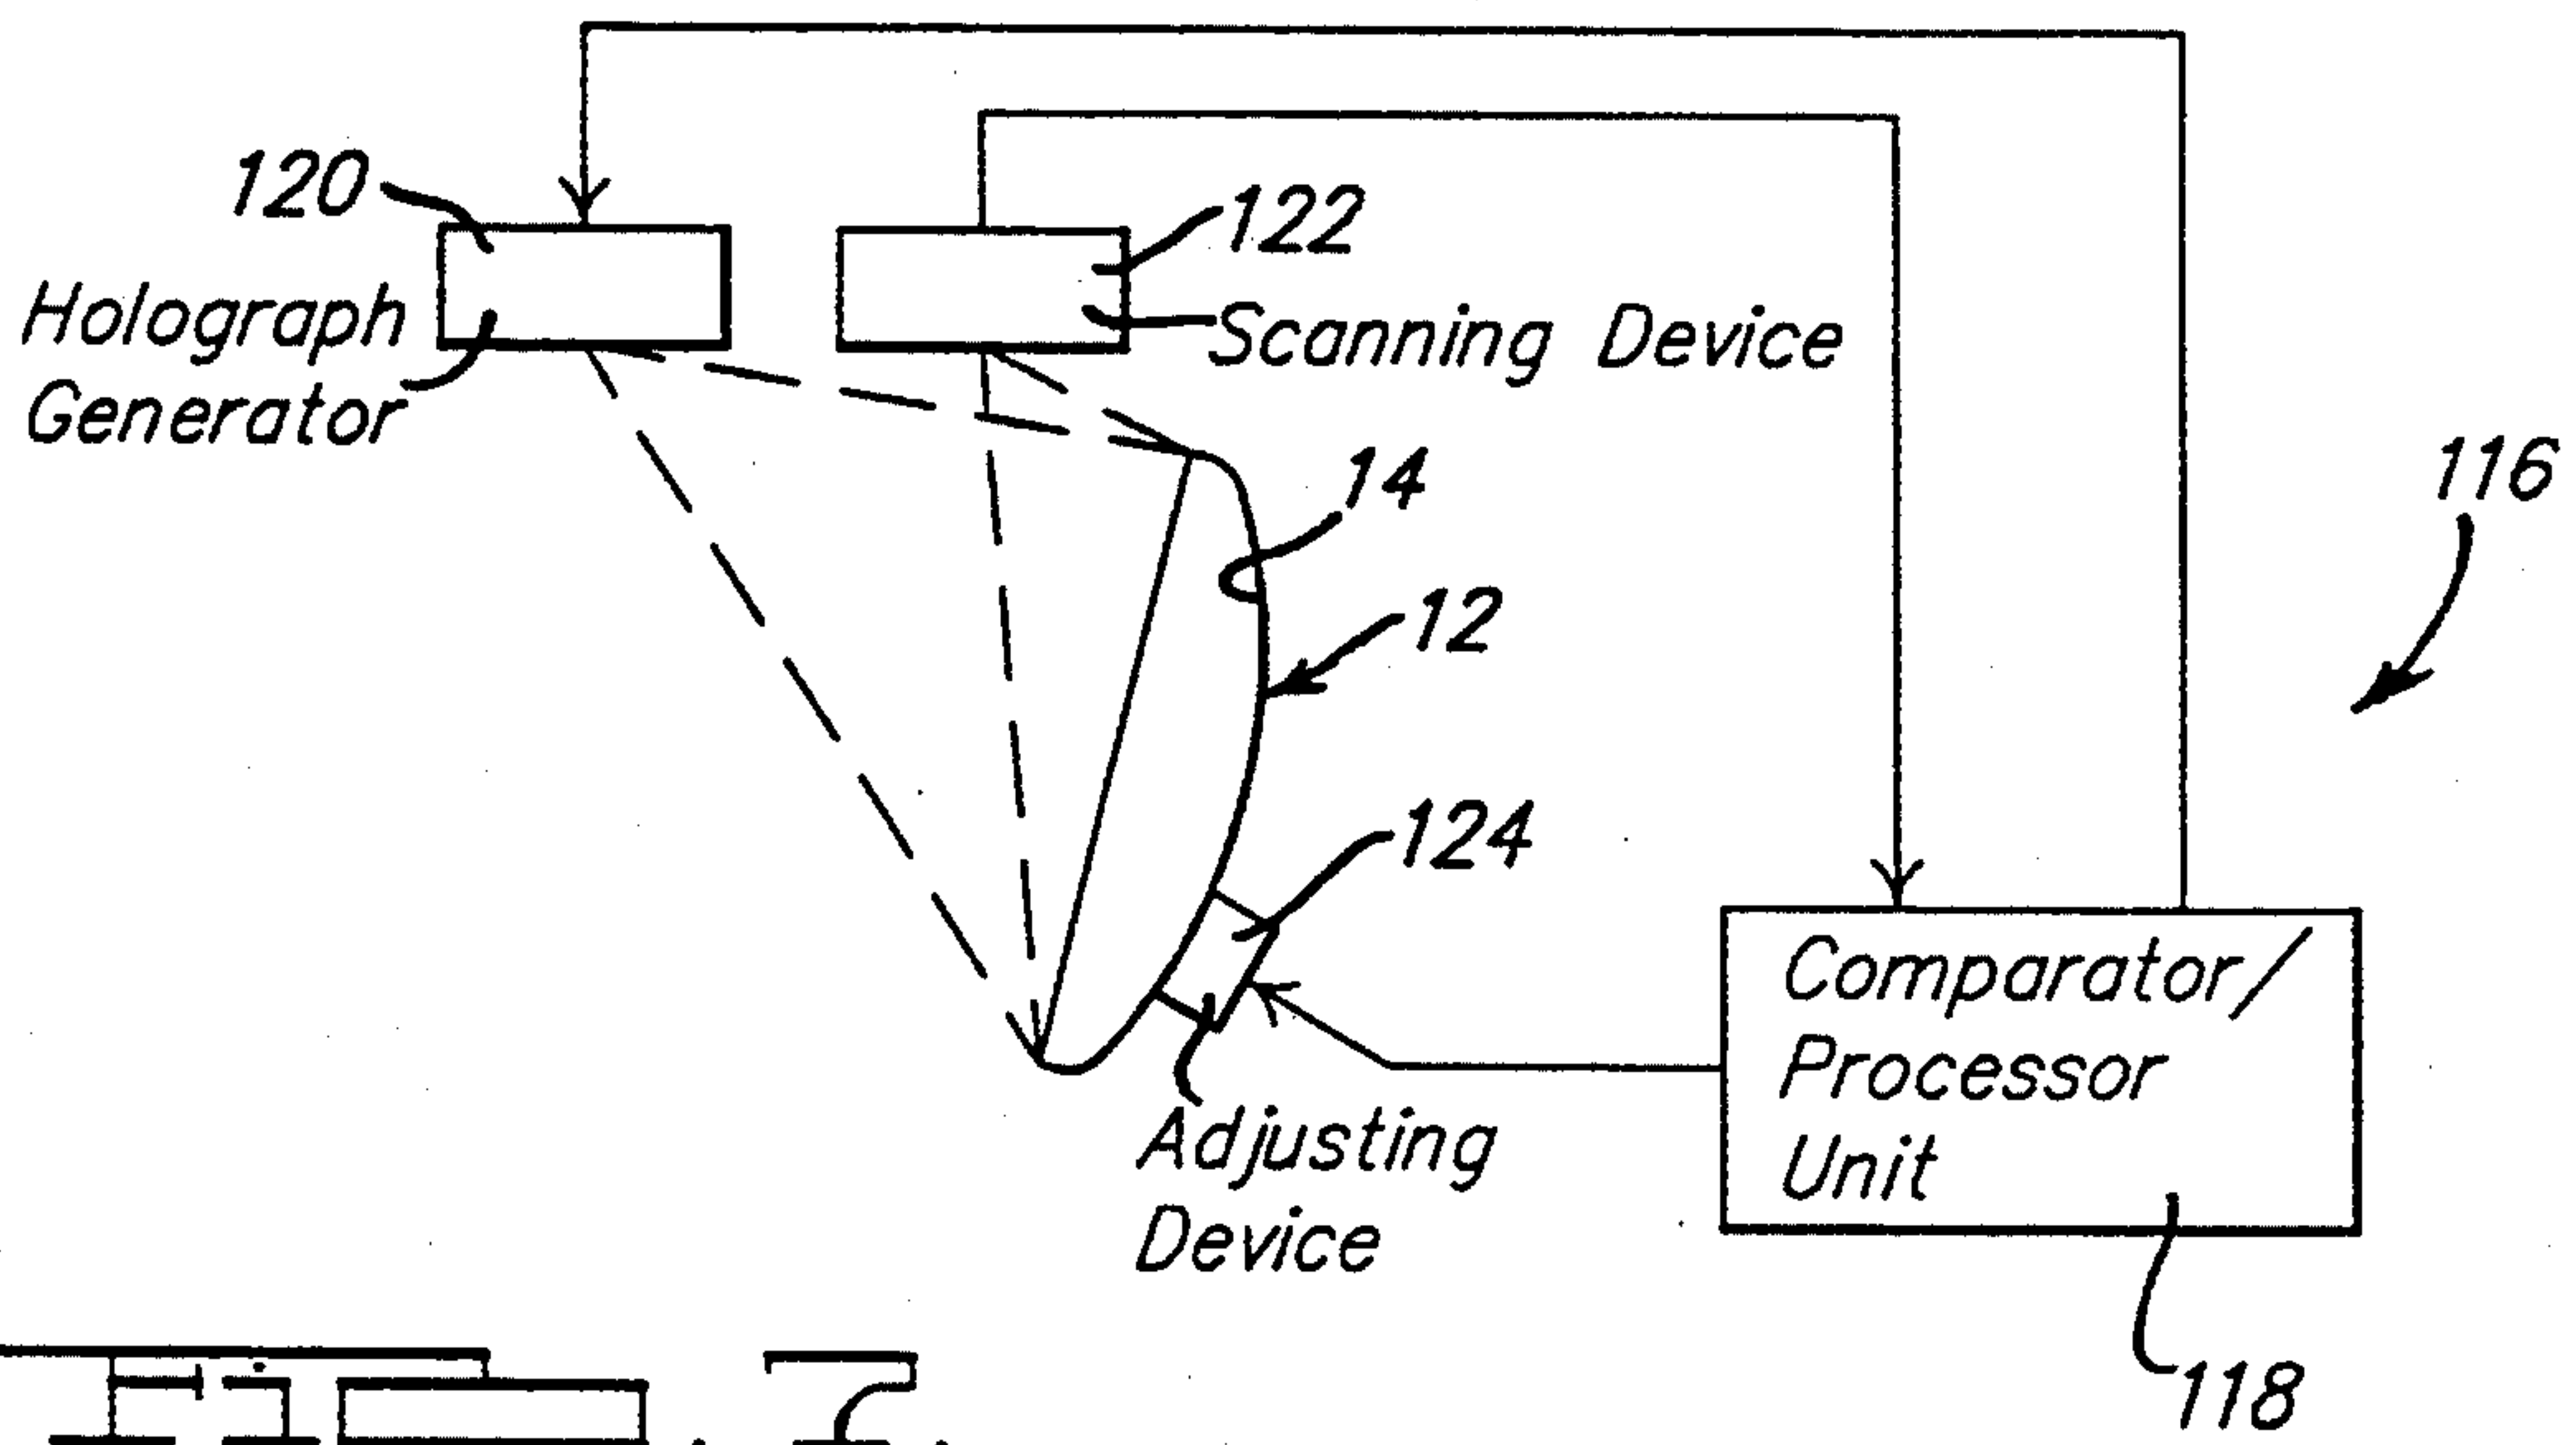 120
122
Holograph
Generator
Scanning Device
14
116
12
124
Comparator/
Processor
Unit
Adjusting
Device
118